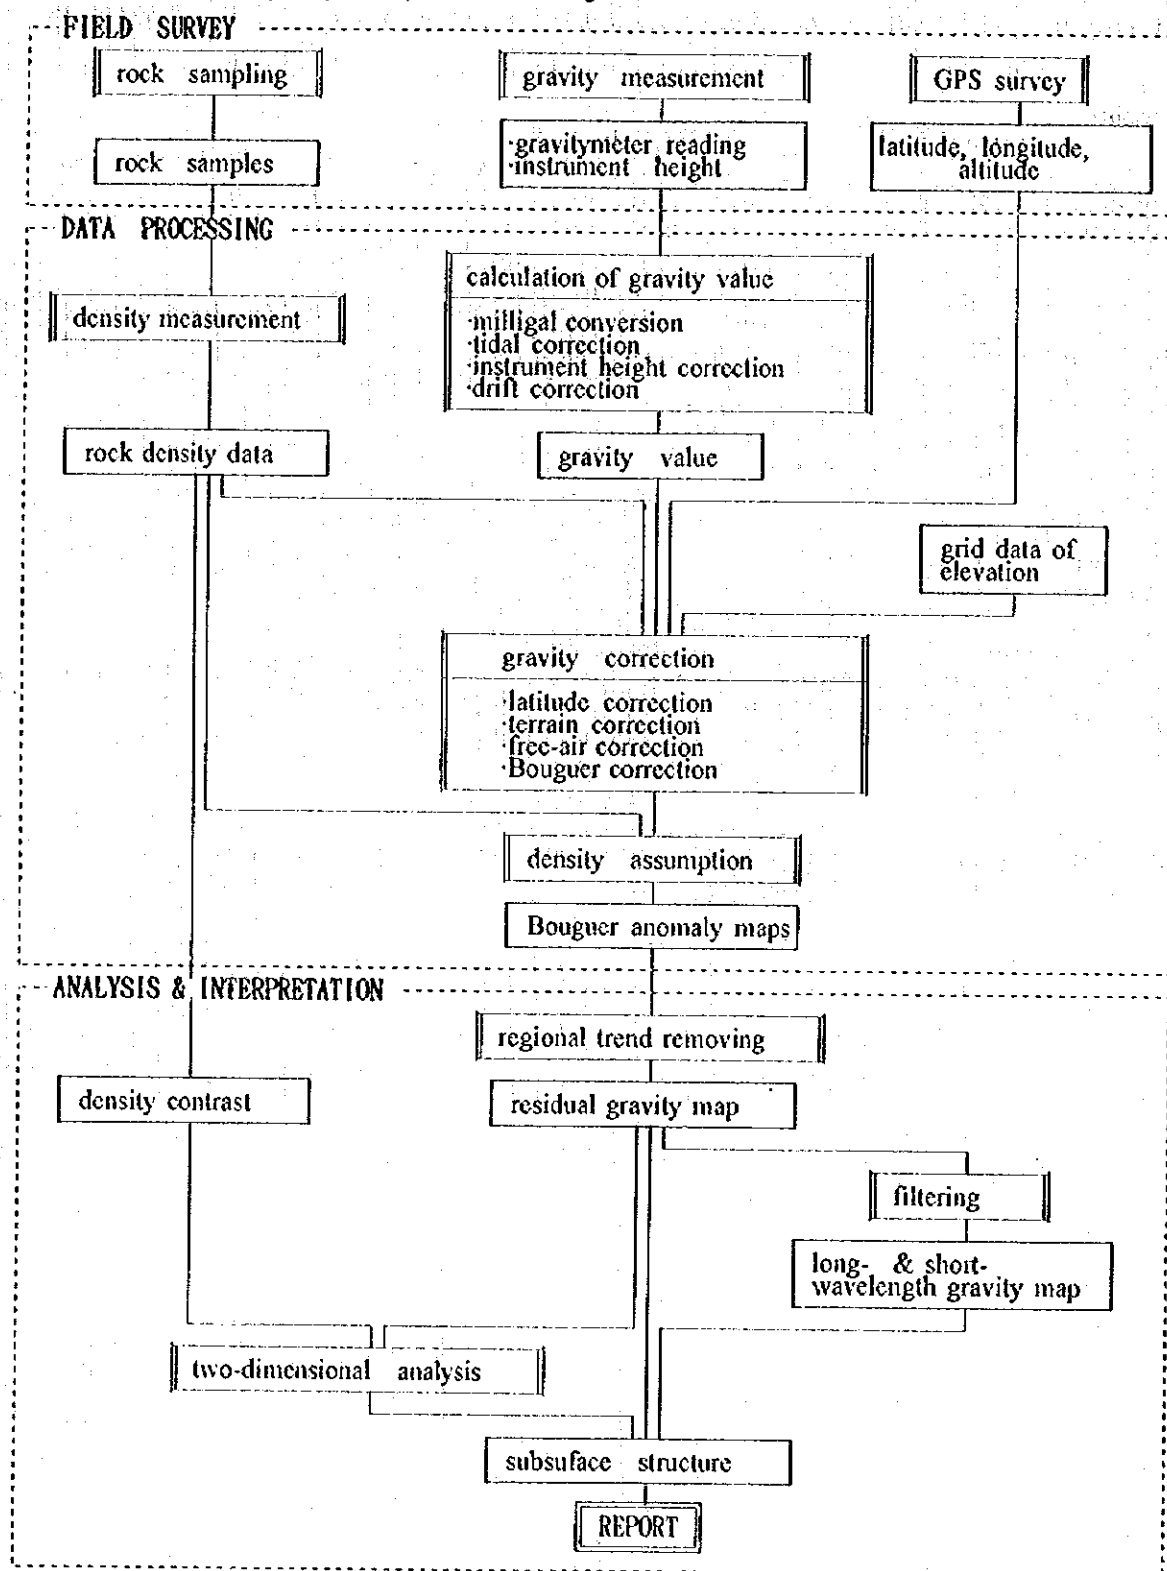 FIELD SURVEY
rock sampling
gravity measurement
GPS survey
rock samples
·gravitymeter reading
·instrument height
latitude, longitude,
altitude
DATA PROCESSING
calculation of gravity value
·milligal conversion
·tidal correction
·instrument height correction
·drift correction
density measurement
rock density data
gravity value
grid data of
elevation
gravity correction
·latitude correction
·terrain correction
·free-air correction
·Bouguer correction
density assumption
Bouguer anomaly maps
ANALYSIS & INTERPRETATION
regional trend removing
density contrast
residual gravity map
filtering
long- & short-
wavelength gravity map
two-dimensional analysis
subsuface structure
REPORT